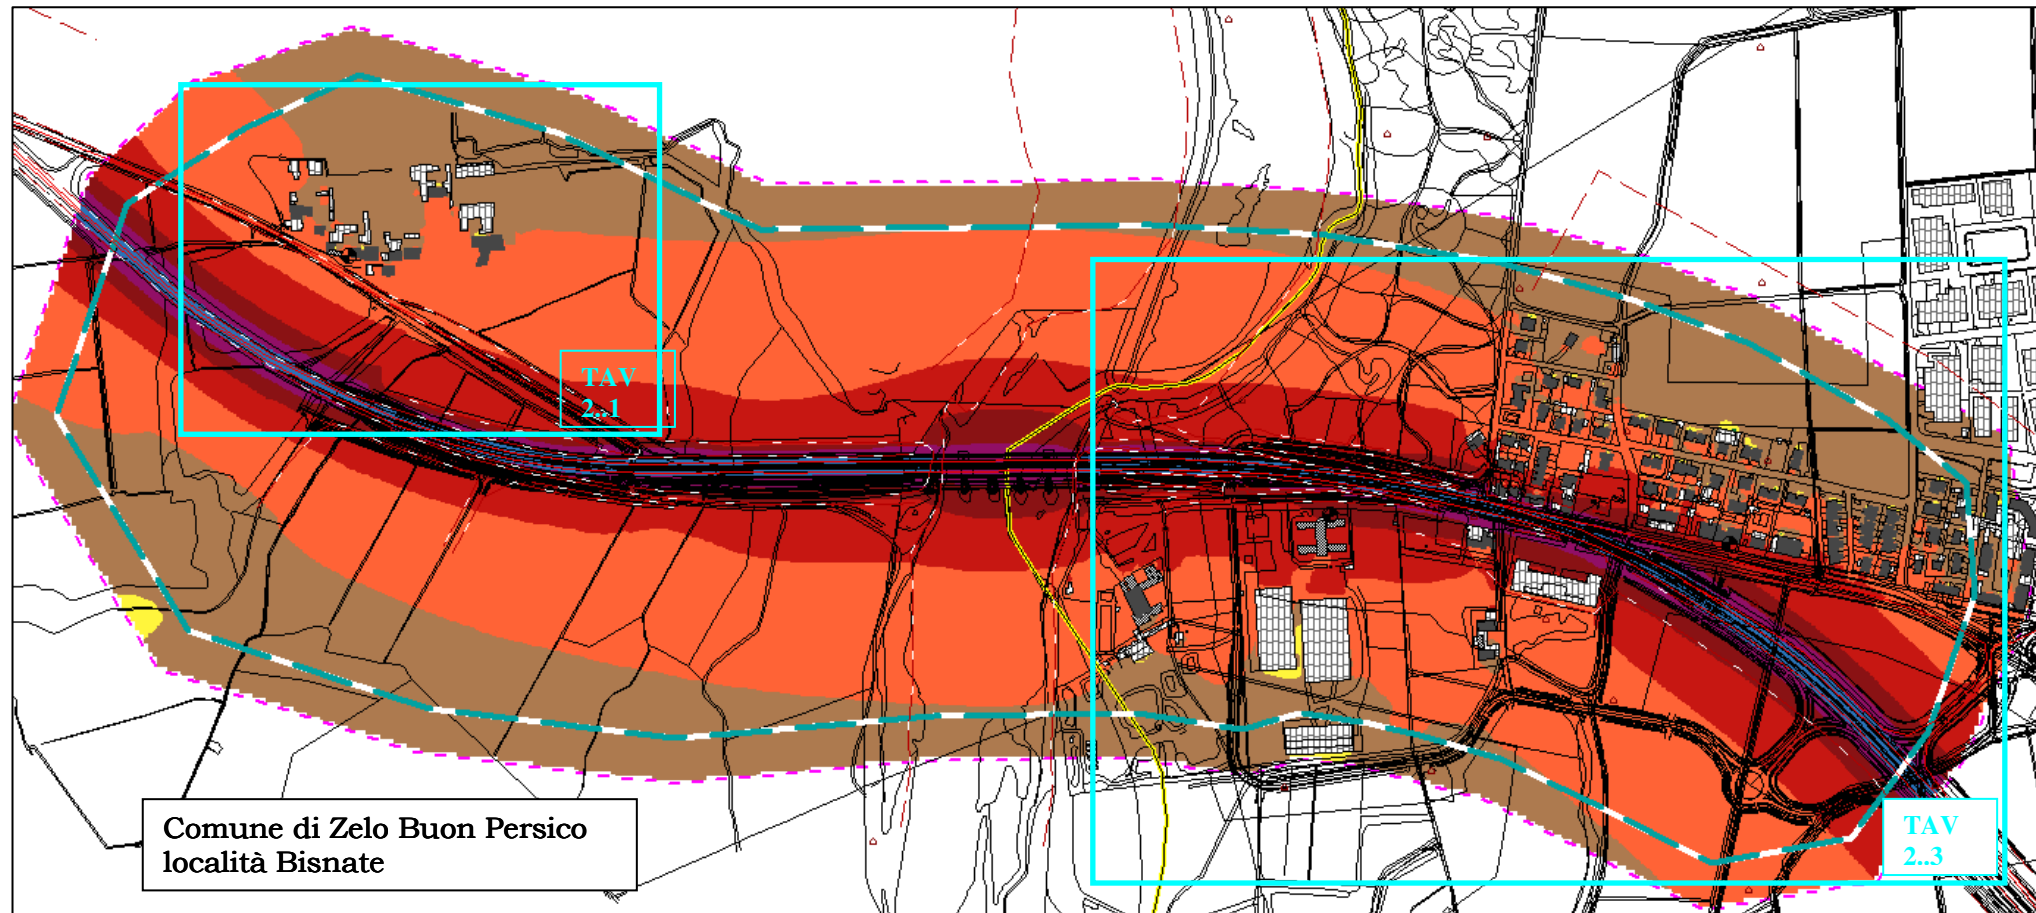 TAV
2..1
Comune di Zelo Buon Persico
località Bisnate
TAV
2..3